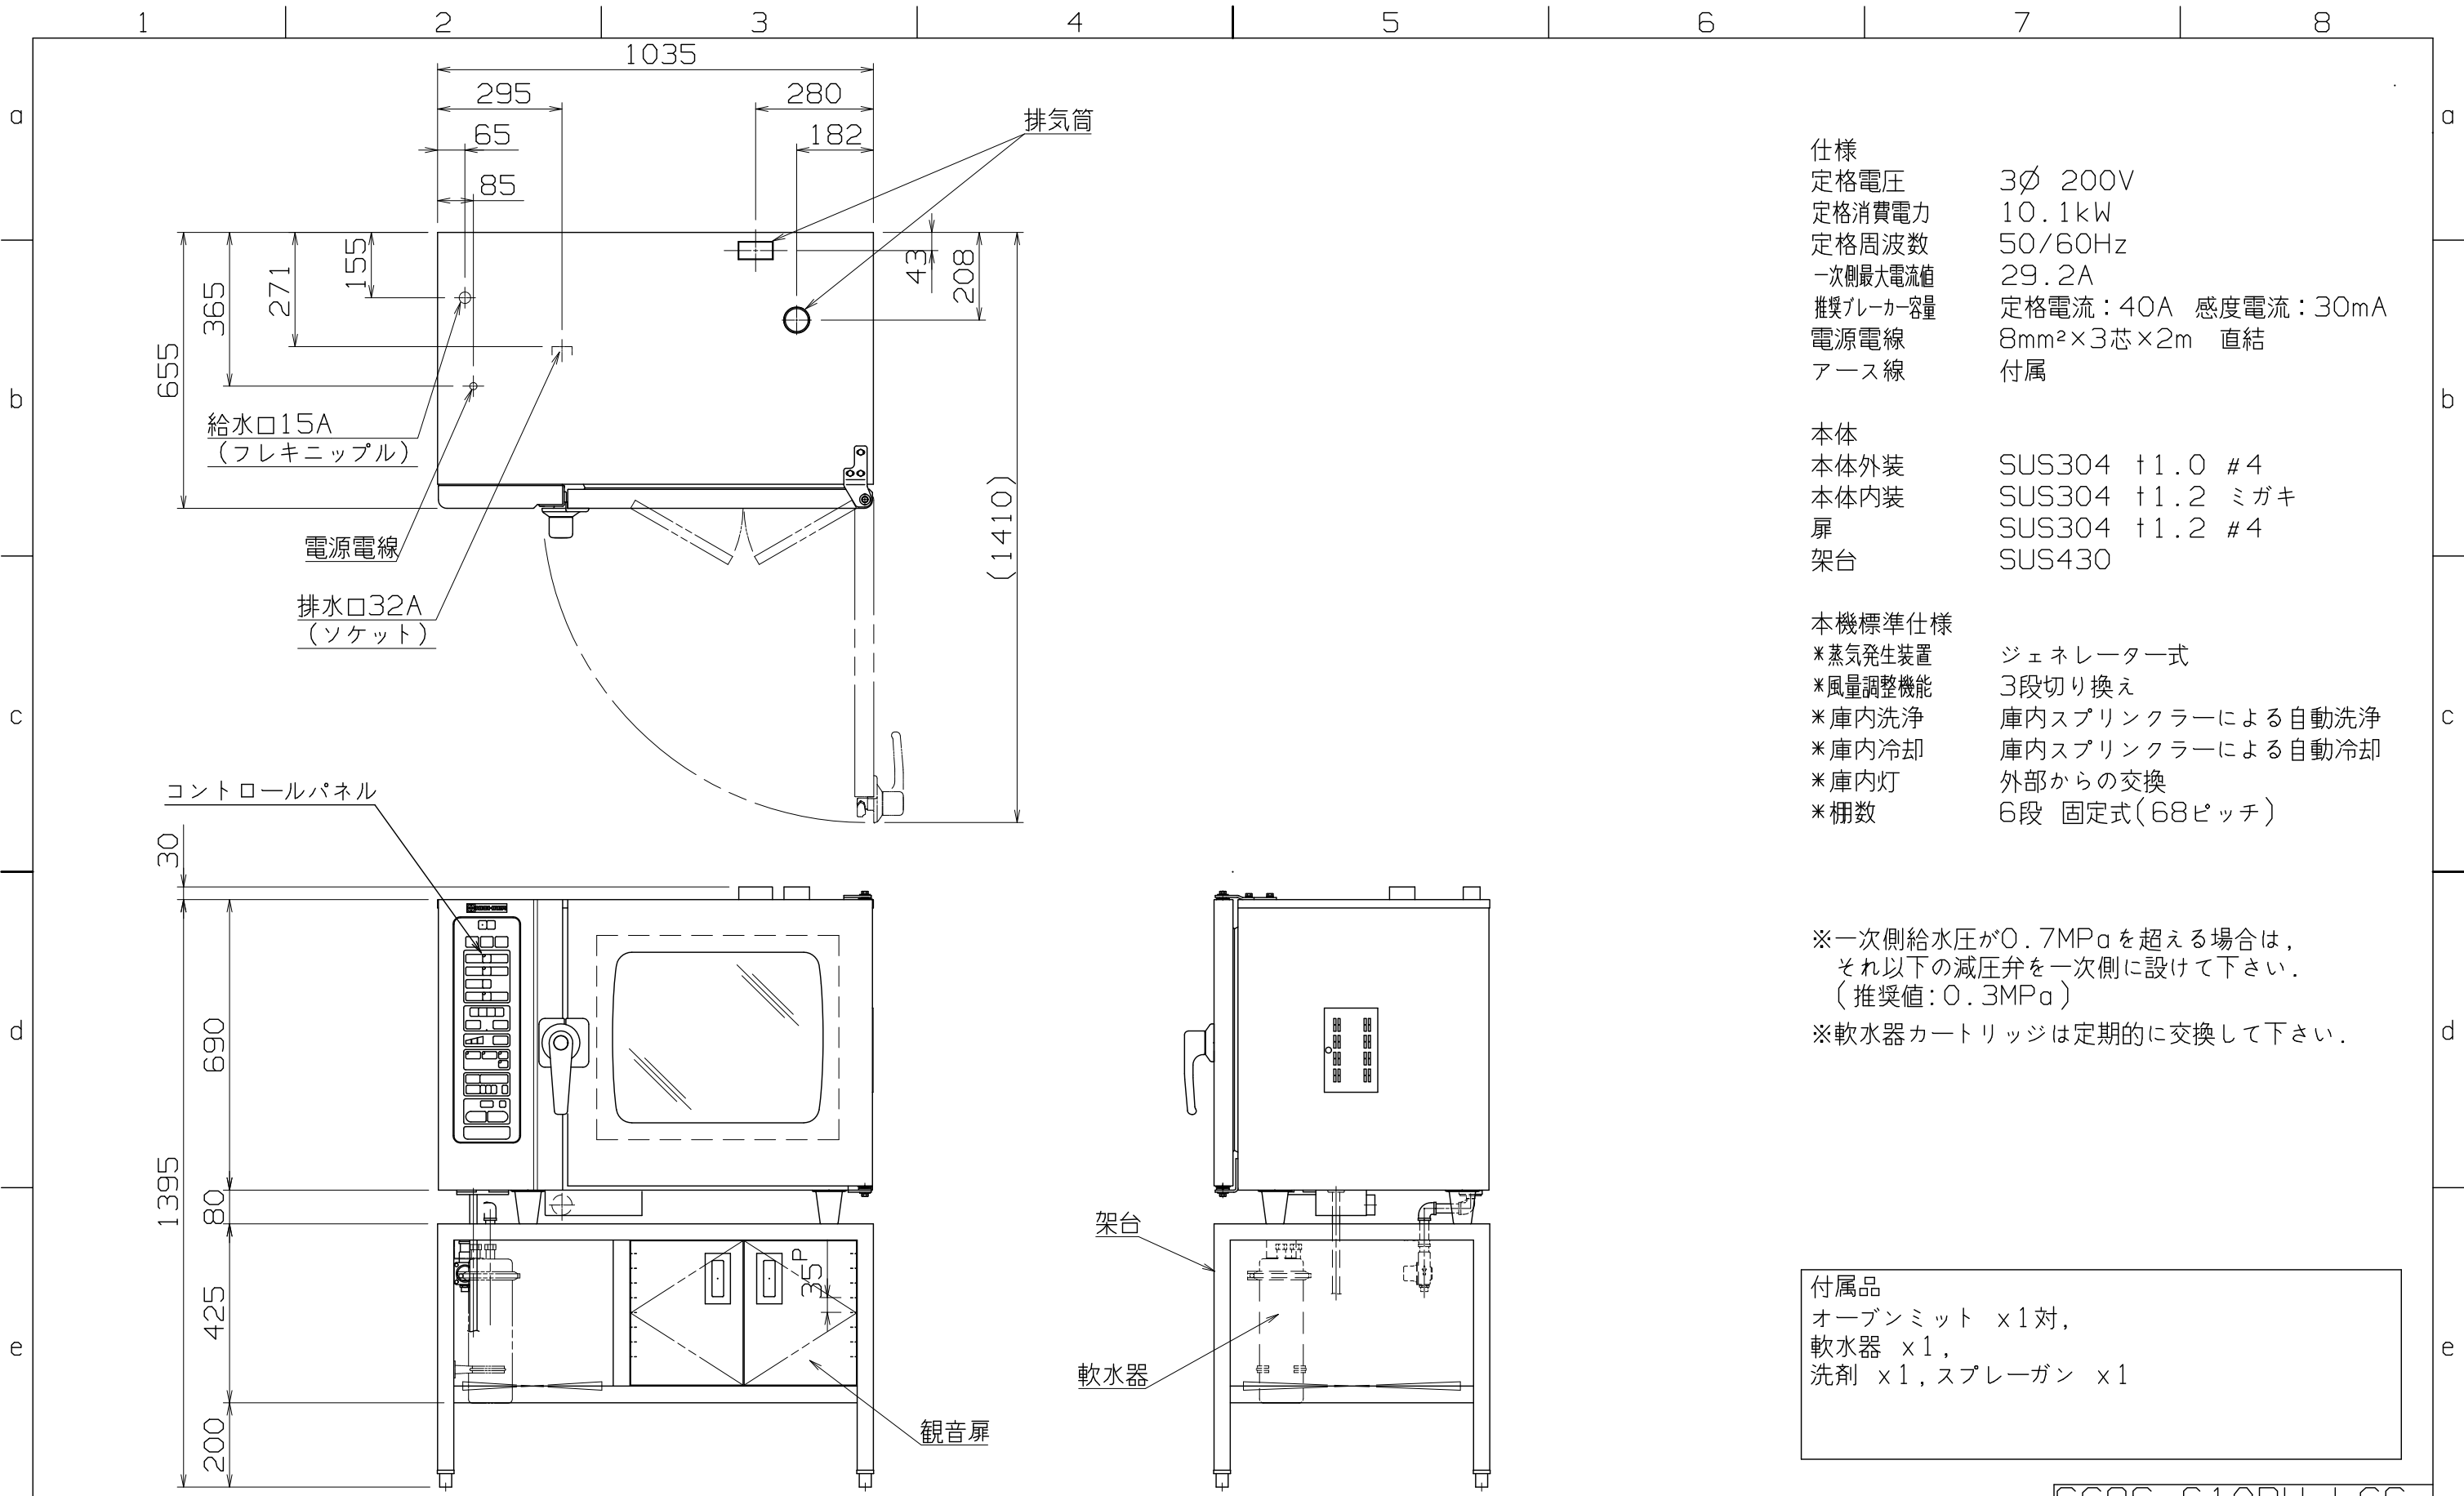 1 2 3 4 5 6 7 8
a a
b b
c c
d d
e e
1035
295 280
65 182
85
排気筒
655
365
271
155
43
208
(1410)
給水口15A
(フレキニップル)
電源電線
排水口32A
(ソケット)
コントロールパネル
30
690
1395
80
425
200
35P
観音扉
架台
軟水器
仕様
定格電圧 3Ø 200V
定格消費電力 10.1kW
定格周波数 50/60Hz
一次側最大電流値 29.2A
推奨ブレーカー容量 定格電流：40A 感度電流：30mA
電源電線 8mm²×3芯×2m 直結
アース線 付属
本体
本体外装 SUS304 t1.0 #4
本体内装 SUS304 t1.2 ミガキ
扉 SUS304 t1.2 #4
架台 SUS430
本機標準仕様
*蒸気発生装置 ジェネレーター式
*風量調整機能 3段切り換え
*庫内洗浄 庫内スプリンクラーによる自動洗浄
*庫内冷却 庫内スプリンクラーによる自動冷却
*庫内灯 外部からの交換
*棚数 6段 固定式(68ピッチ)
※一次側給水圧が0.7MPaを超える場合は,
それ以下の減圧弁を一次側に設けて下さい.
(推奨値:0.3MPa)
※軟水器カートリッジは定期的に交換して下さい.
付属品
オーブンミット x1対,
軟水器 x1,
洗剤 x1,スプレーガン x1